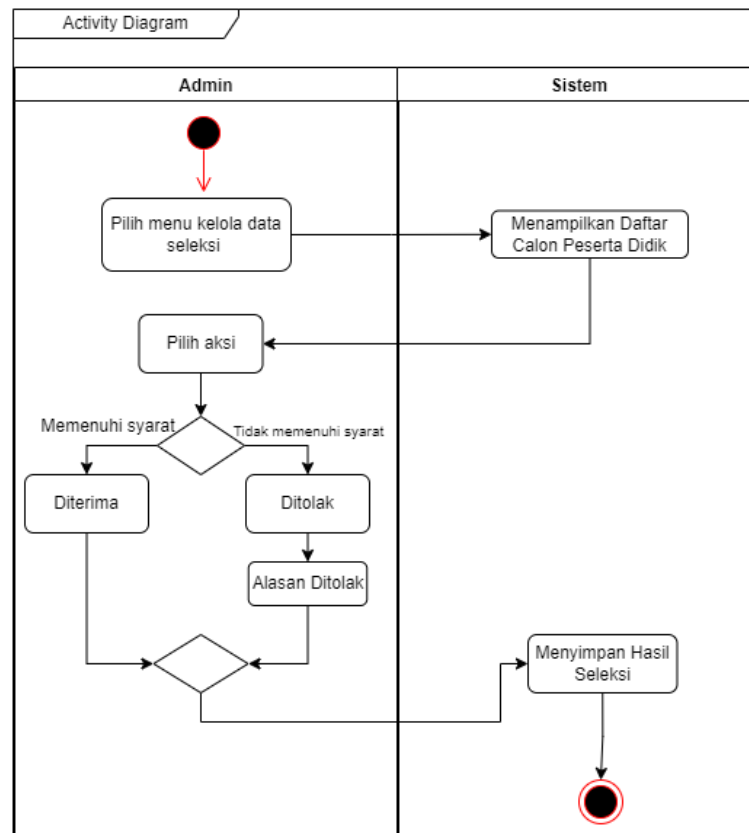 Activity Diagram
Admin
Sistem
Pilih menu kelola data
seleksi
Menampilkan Daftar
Calon Peserta Didik
Pilih aksi
Memenuhi syarat
Tidak memenuhi syarat
Diterima
Ditolak
Alasan Ditolak
Menyimpan Hasil
Seleksi